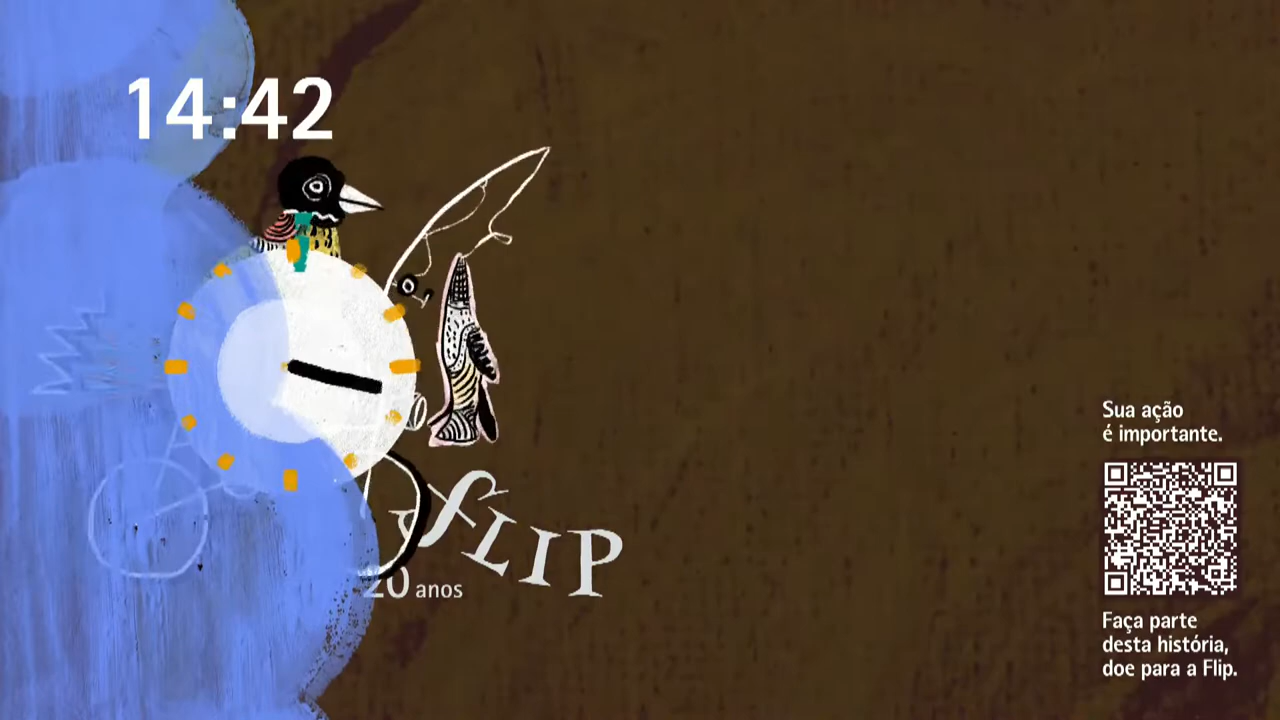 14:42
FLIP
20 anos
Sua ação
é importante.
Faça parte
desta história,
doe para a Flip.